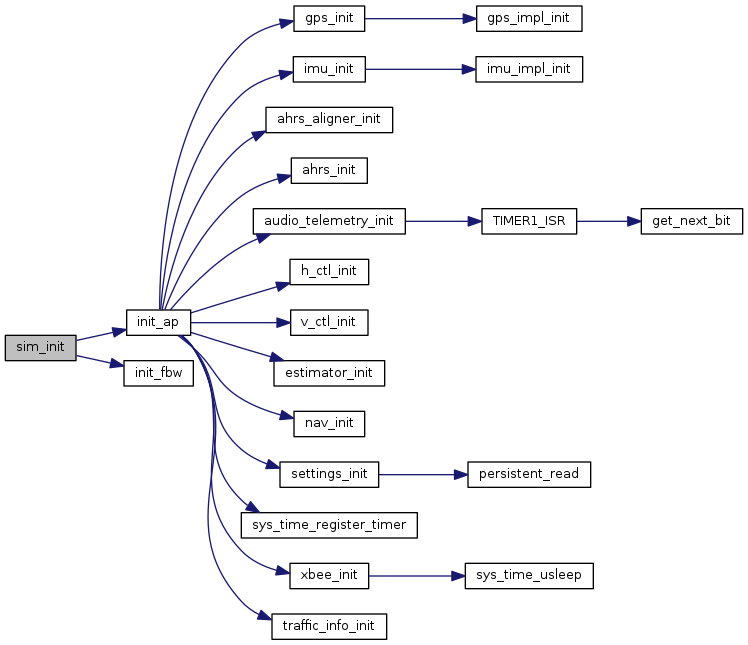 gps_init
gps_impl_init
imu_init
imu_impl_init
ahrs_aligner_init
ahrs_init
audio_telemetry_init
TIMER1_ISR
get_next_bit
h_ctl_init
init_ap
v_ctl_init
sim_init
init_fbw
estimator_init
nav_init
settings_init
persistent_read
sys_time_register_timer
xbee_init
sys_time_usleep
traffic_info_init